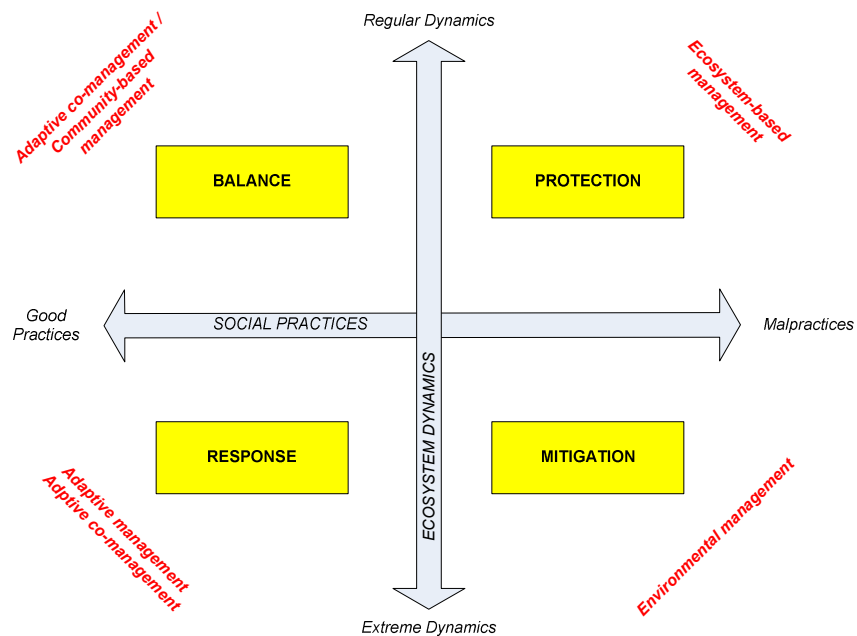 Regular Dynamics
Adaptive co-management /
Community-based
management
Ecosystem-based
management
BALANCE
PROTECTION
Good
Practices
SOCIAL PRACTICES
Malpractices
ECOSYSTEM DYNAMICS
RESPONSE
MITIGATION
Adaptive management
Adptive co-management
Environmental management
Extreme Dynamics